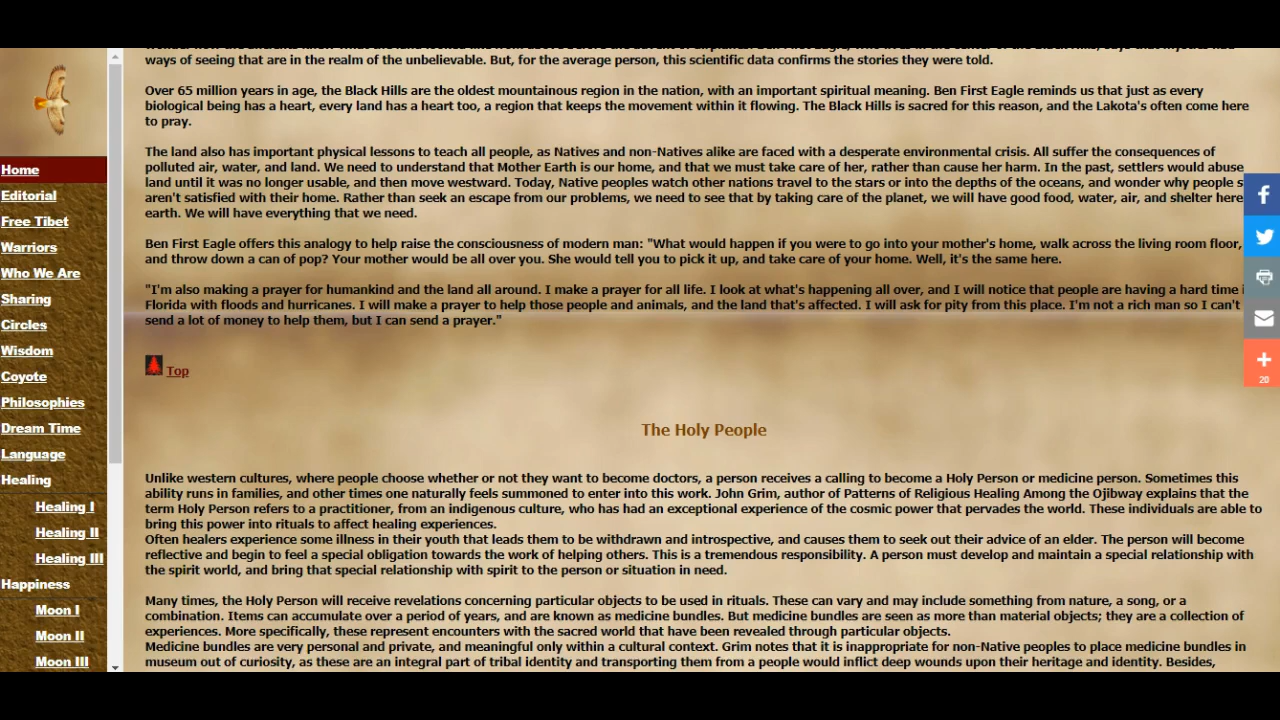 ways of seeing that are in the realm of the unbelievable. But, for the average person, this scientific data confirms the stories they were told.
Over 65 million years in age, the Black Hills are the oldest mountainous region in the nation, with an important spiritual meaning. Ben First Eagle reminds us that just as every
biological being has a heart, every land has a heart too, a region that keeps the movement within it flowing. The Black Hills is sacred for this reason, and the Lakota's often come here
to pray.
The land also has important physical lessons to teach all people, as Natives and non-Natives alike are faced with a desperate environmental crisis. All suffer the consequences of
polluted air, water, and land. We need to understand that Mother Earth is our home, and that we must take care of her, rather than cause her harm. In the past, settlers would abuse
land until it was no longer usable, and then move westward. Today, Native peoples watch other nations travel to the stars or into the depths of the oceans, and wonder why people s
aren't satisfied with their home. Rather than seek an escape from our problems, we need to see that by taking care of the planet, we will have good food, water, air, and shelter here
earth. We will have everything that we need.
Ben First Eagle offers this analogy to help raise the consciousness of modern man: "What would happen if you were to go into your mother's home, walk across the living room floor,
and throw down a can of pop? Your mother would be all over you. She would tell you to pick it up, and take care of your home. Well, it's the same here.
"I'm also making a prayer for humankind and the land all around. I make a prayer for all life. I look at what's happening all over, and I will notice that people are having a hard time i
Florida with floods and hurricanes. I will make a prayer to help those people and animals, and the land that's affected. I will ask for pity from this place. I'm not a rich man so I can't
send a lot of money to help them, but I can send a prayer."
Top
The Holy People
Unlike western cultures, where people choose whether or not they want to become doctors, a person receives a calling to become a Holy Person or medicine person. Sometimes this
ability runs in families, and other times one naturally feels summoned to enter into this work. John Grim, author of Patterns of Religious Healing Among the Ojibway explains that the
term Holy Person refers to a practitioner, from an indigenous culture, who has had an exceptional experience of the cosmic power that pervades the world. These individuals are able to
bring this power into rituals to affect healing experiences.
Often healers experience some illness in their youth that leads them to be withdrawn and introspective, and causes them to seek out their advice of an elder. The person will become
reflective and begin to feel a special obligation towards the work of helping others. This is a tremendous responsibility. A person must develop and maintain a special relationship with
the spirit world, and bring that special relationship with spirit to the person or situation in need.
Many times, the Holy Person will receive revelations concerning particular objects to be used in rituals. These can vary and may include something from nature, a song, or a
combination. Items can accumulate over a period of years, and are known as medicine bundles. But medicine bundles are seen as more than material objects; they are a collection of
experiences. More specifically, these represent encounters with the sacred world that have been revealed through particular objects.
Medicine bundles are very personal and private, and meaningful only within a cultural context. Grim notes that it is inappropriate for non-Native peoples to place medicine bundles in
museum out of curiosity, as these are an integral part of tribal identity and transporting them from a people would inflict deep wounds upon their heritage and identity. Besides,
Home
Editorial
Free Tibet
Warriors
Who We Are
Sharing
Circles
Wisdom
Coyote
Philosophies
Dream Time
Language
Healing
Healing I
Healing II
Healing III
Happiness
Moon I
Moon II
Moon III
20